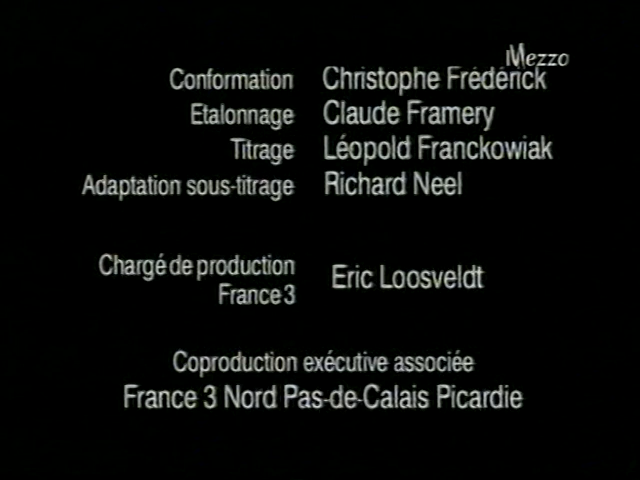 Mezzo
Conformation Christophe Frédérick
Etalonnage Claude Framery
Titrage Léopold Franckowiak
Adaptation sous-titrage Richard Neel
Chargé de production
France 3 Eric Loosveldt
Coproduction exécutive associée
France 3 Nord Pas-de-Calais Picardie